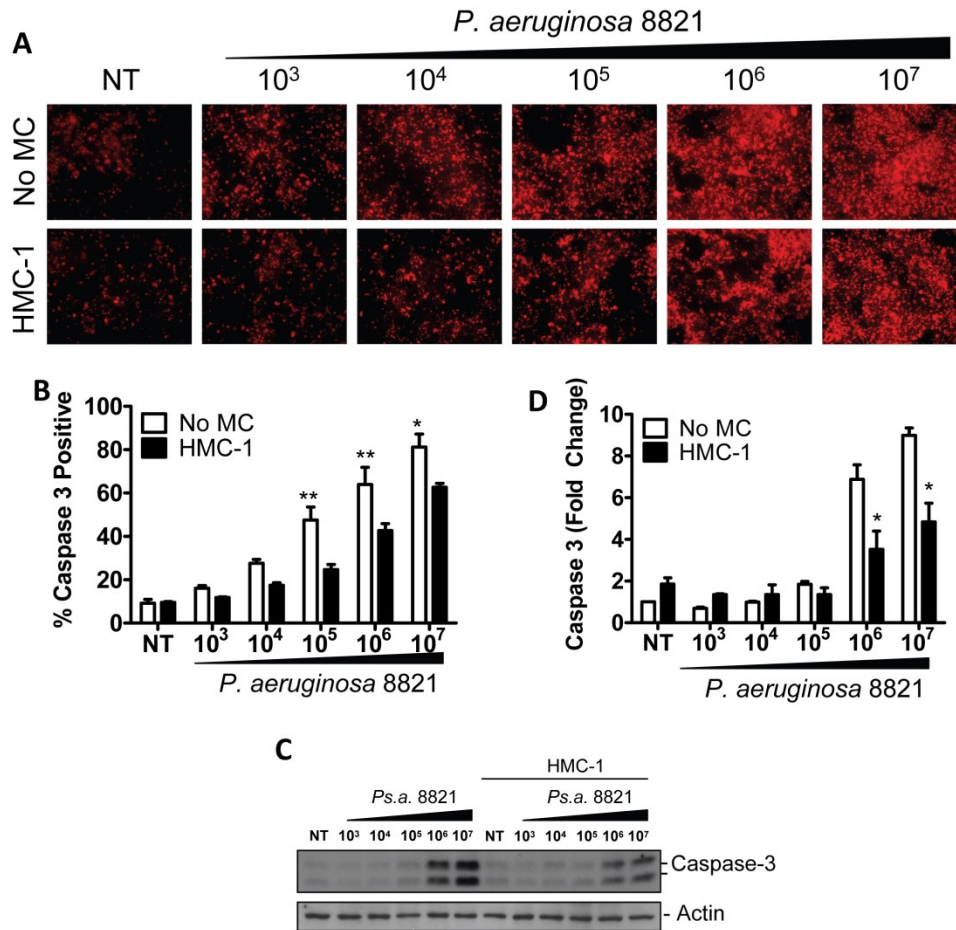 A
P. aeruginosa 8821
NT 10³ 10⁴ 10⁵ 10⁶ 10⁷
No MC
HMC-1
B
100
80
60
40
20
0
% Caspase 3 Positive
No MC
HMC-1
** ** *
NT 10³ 10⁴ 10⁵ 10⁶ 10⁷
P. aeruginosa 8821
D
10
8
6
4
2
0
Caspase 3 (Fold Change)
No MC
HMC-1
* *
NT 10³ 10⁴ 10⁵ 10⁶ 10⁷
P. aeruginosa 8821
C
HMC-1
Ps.a. 8821 Ps.a. 8821
NT 10³ 10⁴ 10⁵ 10⁶ 10⁷ NT 10³ 10⁴ 10⁵ 10⁶ 10⁷
Caspase-3
- Actin